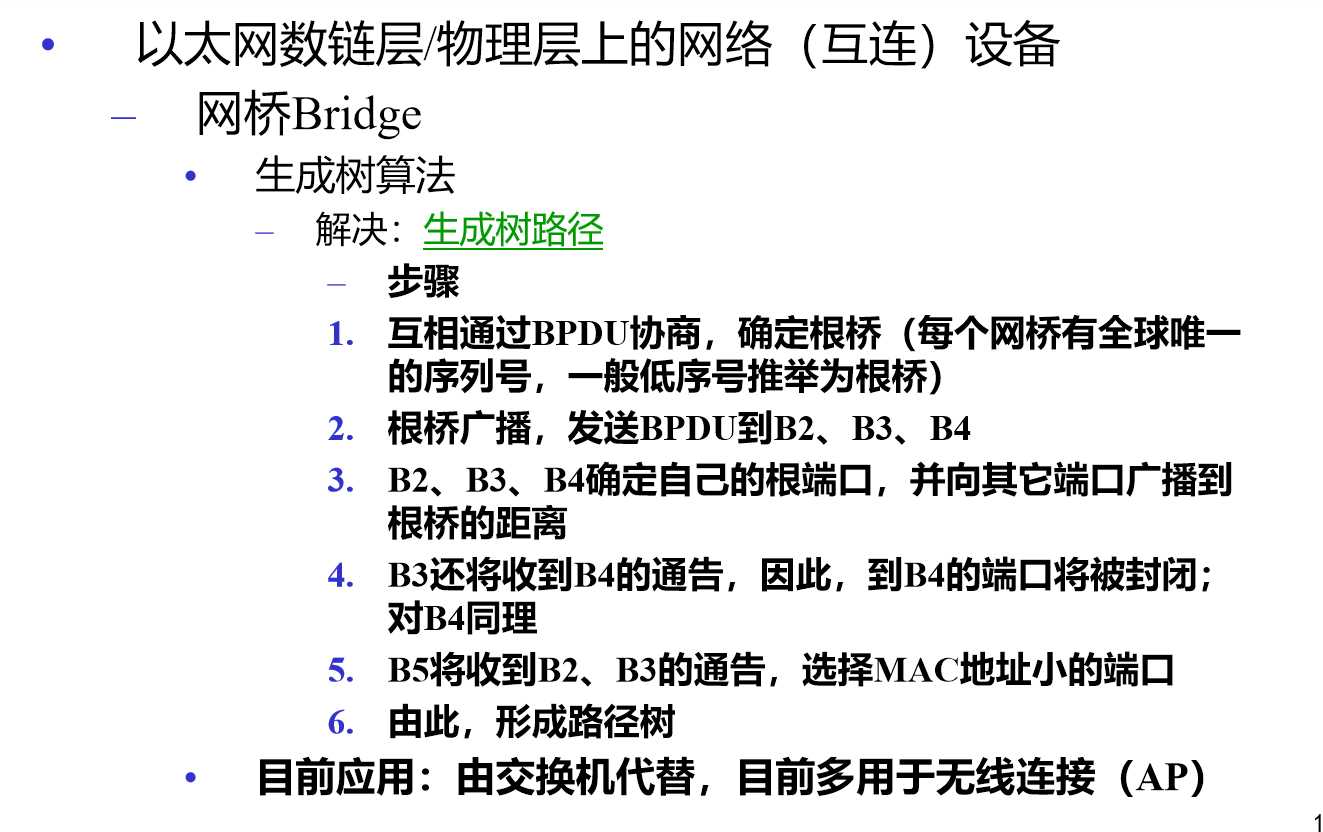 • 以太网数链层/物理层上的网络（互连）设备
– 网桥Bridge
• 生成树算法
– 解决：生成树路径
– 步骤
1. 互相通过BPDU协商，确定根桥（每个网桥有全球唯一
的序列号，一般低序号推举为根桥）
2. 根桥广播，发送BPDU到B2、B3、B4
3. B2、B3、B4确定自己的根端口，并向其它端口广播到
根桥的距离
4. B3还将收到B4的通告，因此，到B4的端口将被封闭；
对B4同理
5. B5将收到B2、B3的通告，选择MAC地址小的端口
6. 由此，形成路径树
• 目前应用：由交换机代替，目前多用于无线连接（AP）
1